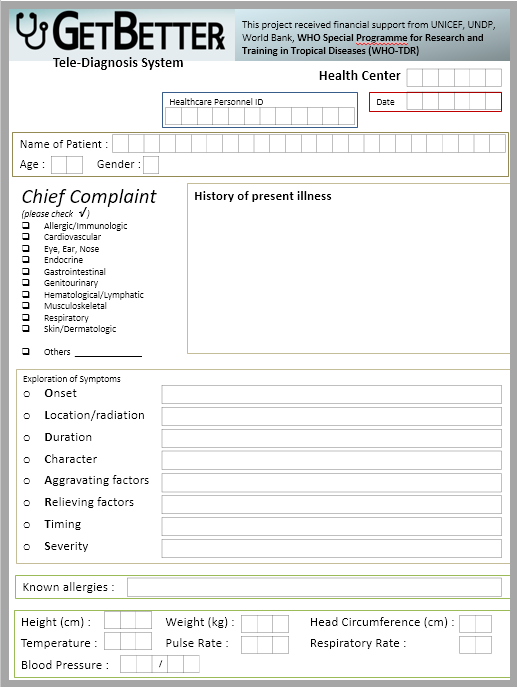 GETBETTER
Tele-Diagnosis System
This project received financial support from UNICEF, UNDP,
World Bank, WHO Special Programme for Research and
Training in Tropical Diseases (WHO-TDR)
Health Center
Healthcare Personnel ID
Date
Name of Patient :
Age : Gender :
Chief Complaint
(please check √)
Allergic/Immunologic
Cardiovascular
Eye, Ear, Nose
Endocrine
Gastrointestinal
Genitourinary
Hematological/Lymphatic
Musculoskeletal
Respiratory
Skin/Dermatologic
Others ____________
History of present illness
Exploration of Symptoms
o Onset
o Location/radiation
o Duration
o Character
o Aggravating factors
o Relieving factors
o Timing
o Severity
Known allergies :
Height (cm) : Weight (kg) : Head Circumference (cm) :
Temperature : Pulse Rate : Respiratory Rate :
Blood Pressure : /